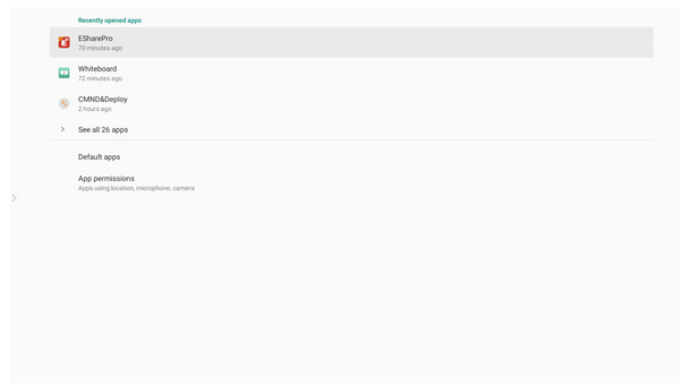 Recently opened apps
ESharePro
70 minutes ago
Whiteboard
72 minutes ago
CMND&Deploy
2 hours ago
See all 26 apps
Default apps
App permissions
Apps using location, microphone, camera